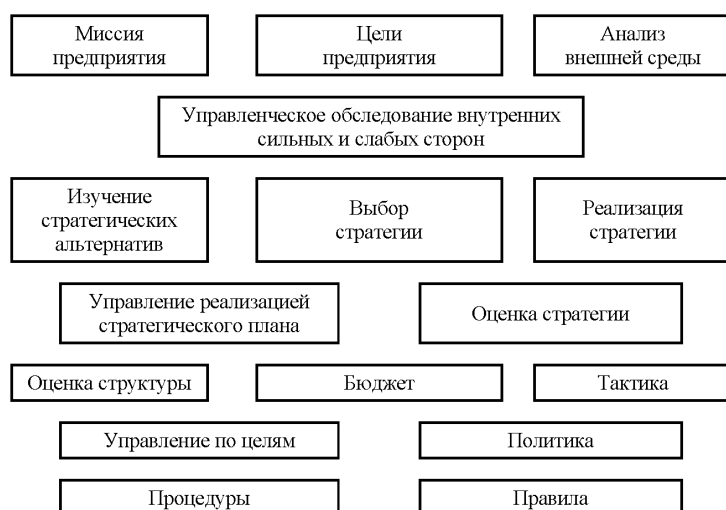 Миссия
предприятия
Цели
предприятия
Анализ
внешней среды
Управленческое обследование внутренних
сильных и слабых сторон
Изучение
стратегических
альтернатив
Выбор
стратегии
Реализация
стратегии
Управление реализацией
стратегического плана
Оценка стратегии
Оценка структуры
Бюджет
Тактика
Управление по целям
Политика
Процедуры
Правила